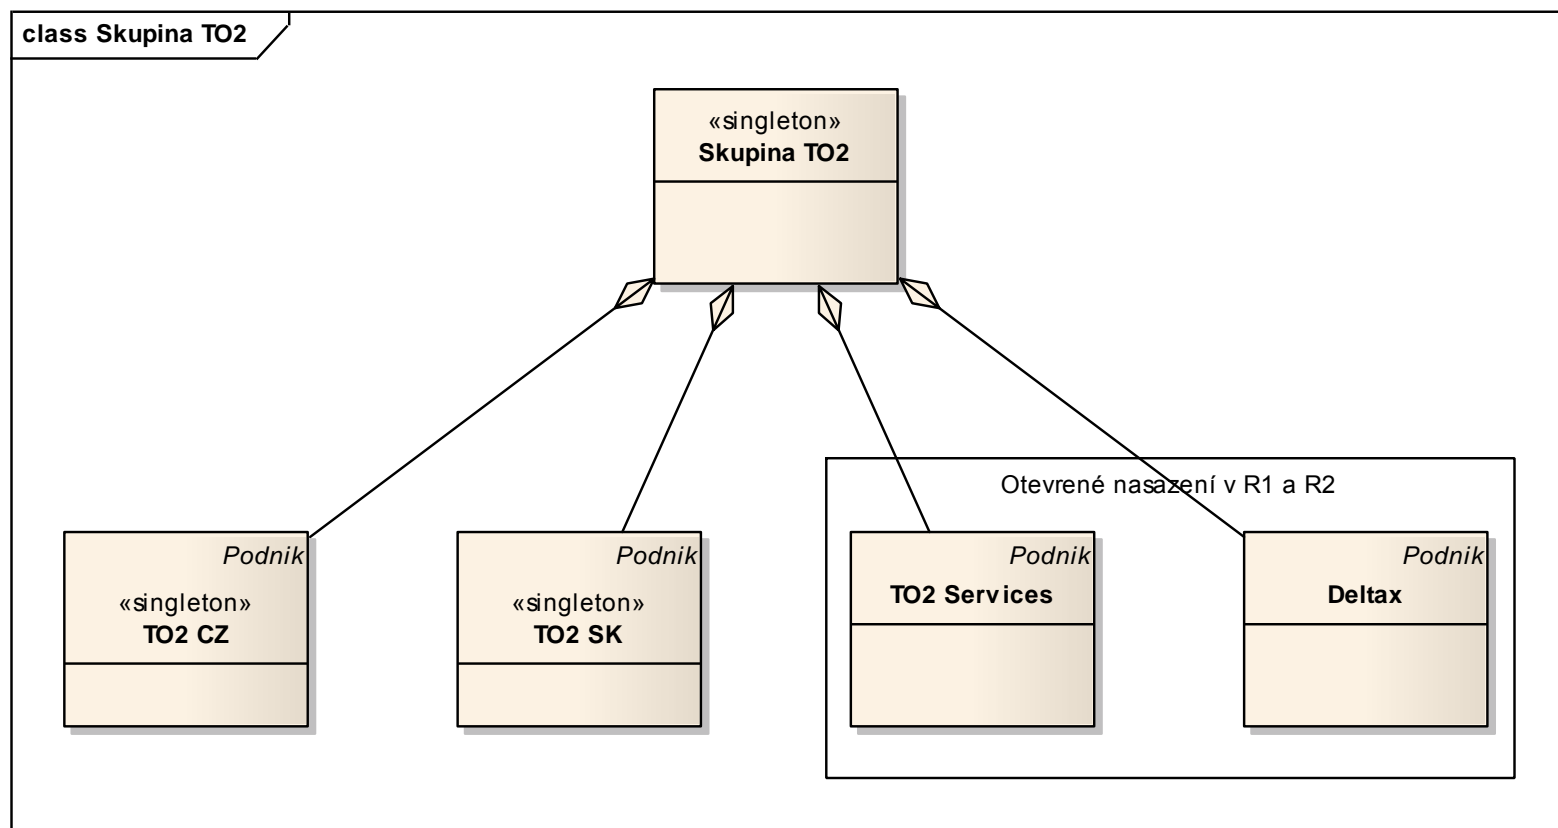 class Skupina TO2
«singleton»
Skupina TO2
Otevrené nasazení v R1 a R2
Podnik
«singleton»
TO2 CZ
Podnik
«singleton»
TO2 SK
Podnik
TO2 Services
Podnik
Deltax